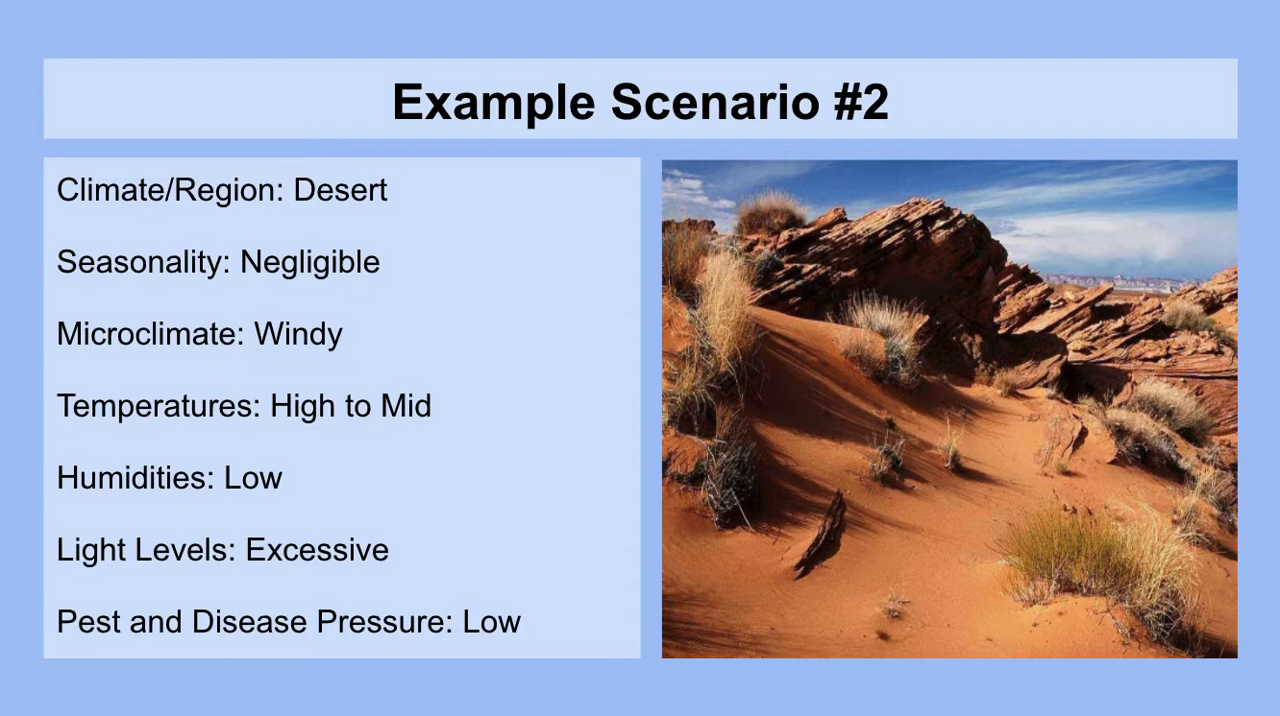 Example Scenario #2
Climate/Region: Desert
Seasonality: Negligible
Microclimate: Windy
Temperatures: High to Mid
Humidities: Low
Light Levels: Excessive
Pest and Disease Pressure: Low